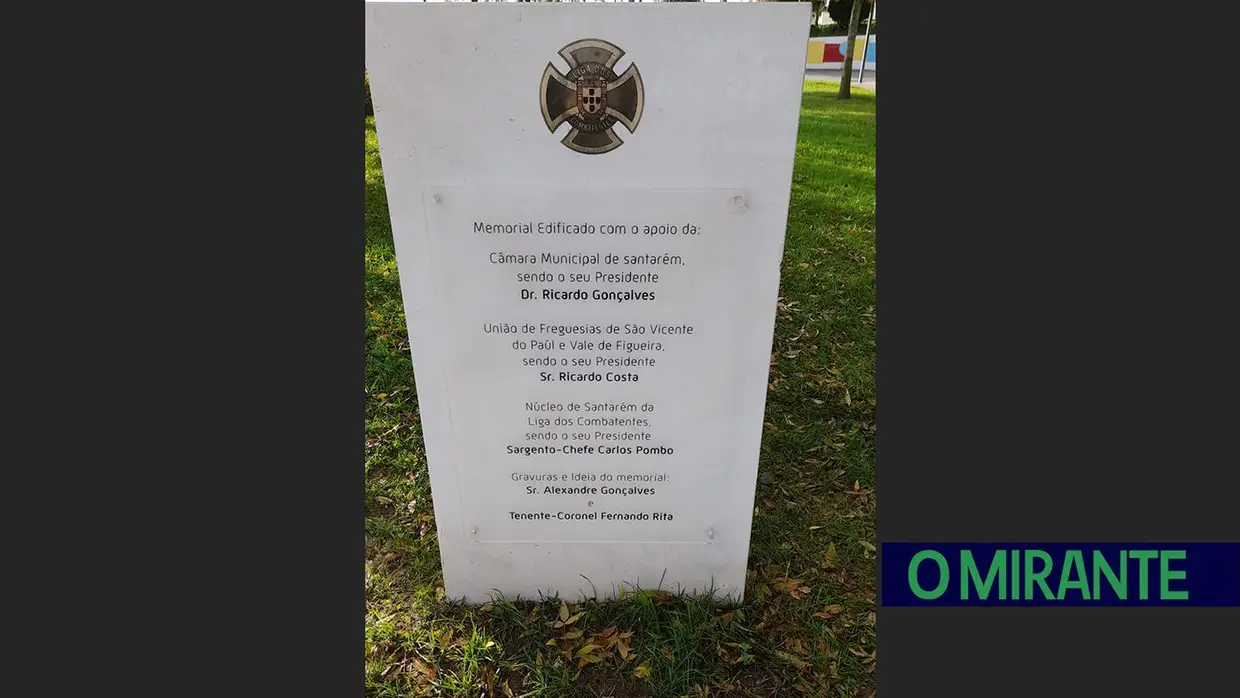 LIGA DOS
COMBATENTES
Memorial Edificado com o apoio da:
Câmara Municipal de santarém,
sendo o seu Presidente
Dr. Ricardo Gonçalves
União de Freguesias de São Vicente
do Paúl e Vale de Figueira,
sendo o seu Presidente
Sr. Ricardo Costa
Núcleo de Santarém da
Liga dos Combatentes,
sendo o seu Presidente
Sargento-Chefe Carlos Pombo
Gravuras e Ideia do memorial:
Sr. Alexandre Gonçalves
e
Tenente-Coronel Fernando Rita
O MIRANTE